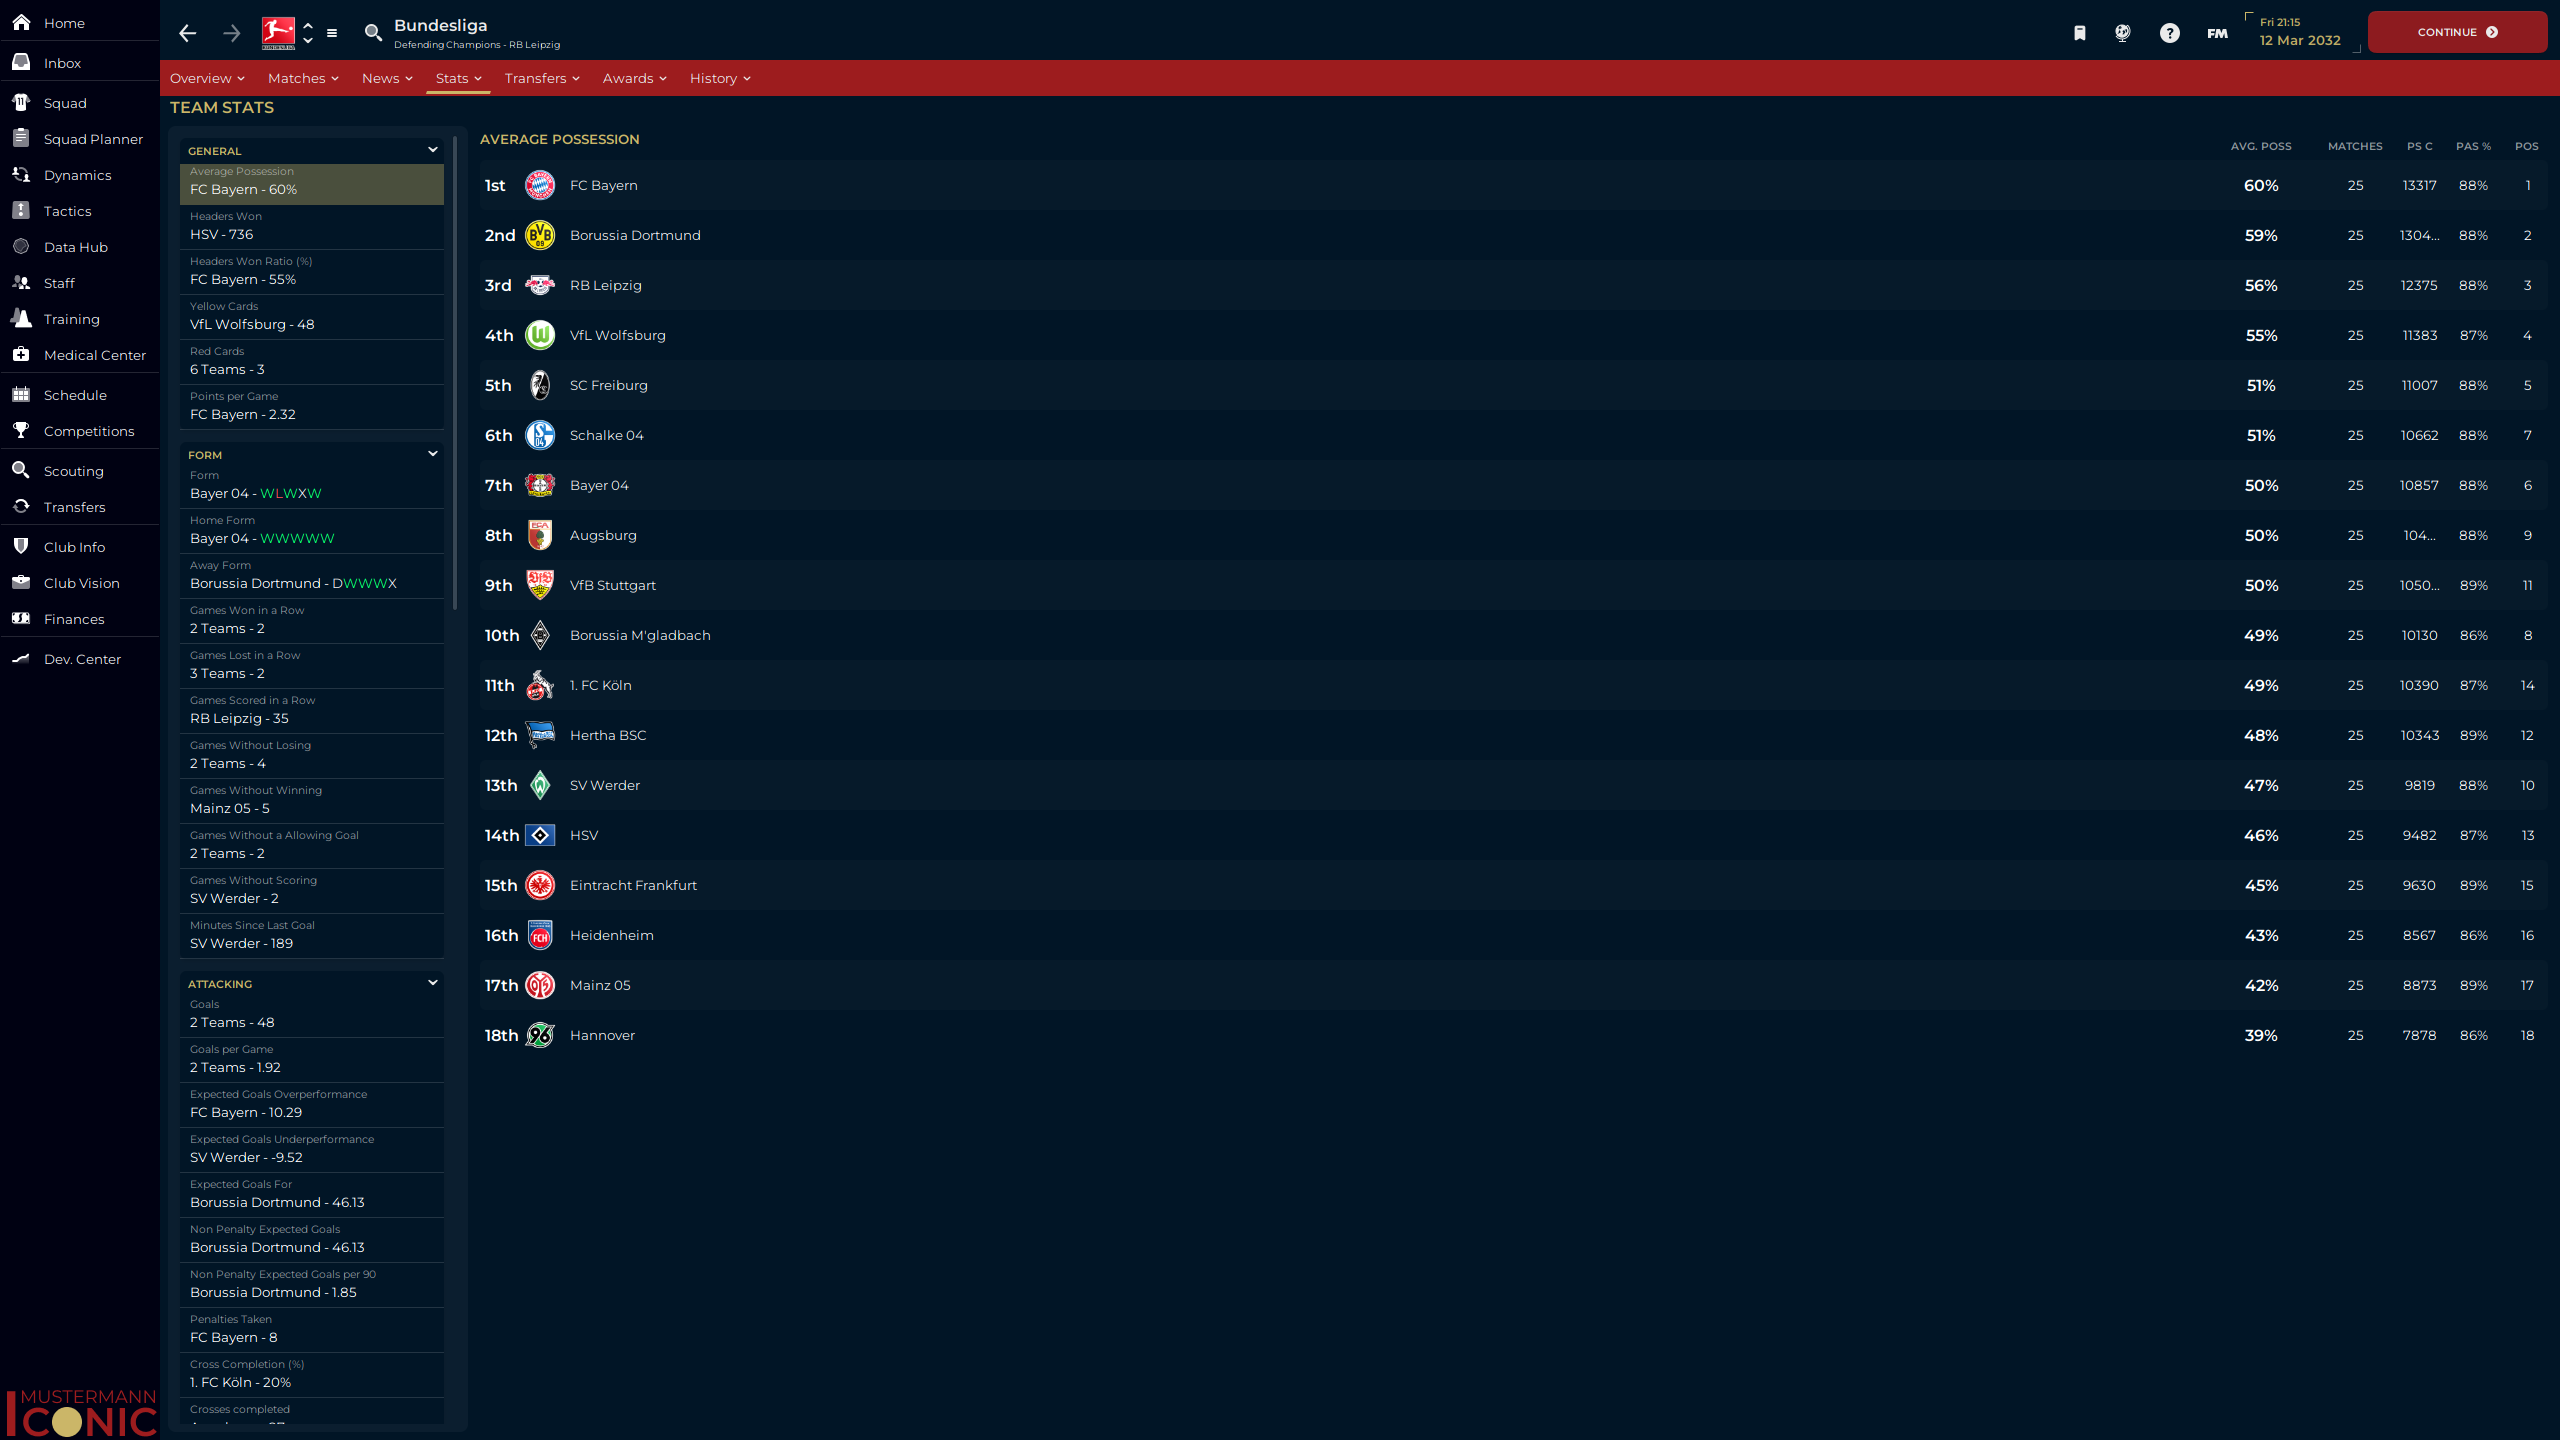 Home
Inbox
Squad
Squad Planner
Dynamics
Tactics
Data Hub
Staff
Training
Medical Center
Schedule
Competitions
Scouting
Transfers
Club Info
Club Vision
Finances
Dev. Center
MUSTERMANN
ICONIC
Bundesliga
Defending Champions - RB Leipzig
FM
Fri 21:15
12 Mar 2032
CONTINUE
Overview Matches News Stats Transfers Awards History
TEAM STATS
GENERAL
Average Possession
FC Bayern - 60%
Headers Won
HSV - 736
Headers Won Ratio (%)
FC Bayern - 55%
Yellow Cards
VfL Wolfsburg - 48
Red Cards
6 Teams - 3
Points per Game
FC Bayern - 2.32
FORM
Form
Bayer 04 - WLWXW
Home Form
Bayer 04 - WWWWW
Away Form
Borussia Dortmund - DWWWX
Games Won in a Row
2 Teams - 2
Games Lost in a Row
3 Teams - 2
Games Scored in a Row
RB Leipzig - 35
Games Without Losing
2 Teams - 4
Games Without Winning
Mainz 05 - 5
Games Without a Allowing Goal
2 Teams - 2
Games Without Scoring
SV Werder - 2
Minutes Since Last Goal
SV Werder - 189
ATTACKING
Goals
2 Teams - 48
Goals per Game
2 Teams - 1.92
Expected Goals Overperformance
FC Bayern - 10.29
Expected Goals Underperformance
SV Werder - -9.52
Expected Goals For
Borussia Dortmund - 46.13
Non Penalty Expected Goals
Borussia Dortmund - 46.13
Non Penalty Expected Goals per 90
Borussia Dortmund - 1.85
Penalties Taken
FC Bayern - 8
Cross Completion (%)
1. FC Köln - 20%
Crosses completed
AVERAGE POSSESSION
AVG. POSS MATCHES PS C PAS % POS
1st FC Bayern 60% 25 13317 88% 1
2nd Borussia Dortmund 59% 25 1304... 88% 2
3rd RB Leipzig 56% 25 12375 88% 3
4th VfL Wolfsburg 55% 25 11383 87% 4
5th SC Freiburg 51% 25 11007 88% 5
6th Schalke 04 51% 25 10662 88% 7
7th Bayer 04 50% 25 10857 88% 6
8th Augsburg 50% 25 104... 88% 9
9th VfB Stuttgart 50% 25 1050... 89% 11
10th Borussia M'gladbach 49% 25 10130 86% 8
11th 1. FC Köln 49% 25 10390 87% 14
12th Hertha BSC 48% 25 10343 89% 12
13th SV Werder 47% 25 9819 88% 10
14th HSV 46% 25 9482 87% 13
15th Eintracht Frankfurt 45% 25 9630 89% 15
16th Heidenheim 43% 25 8567 86% 16
17th Mainz 05 42% 25 8873 89% 17
18th Hannover 39% 25 7878 86% 18